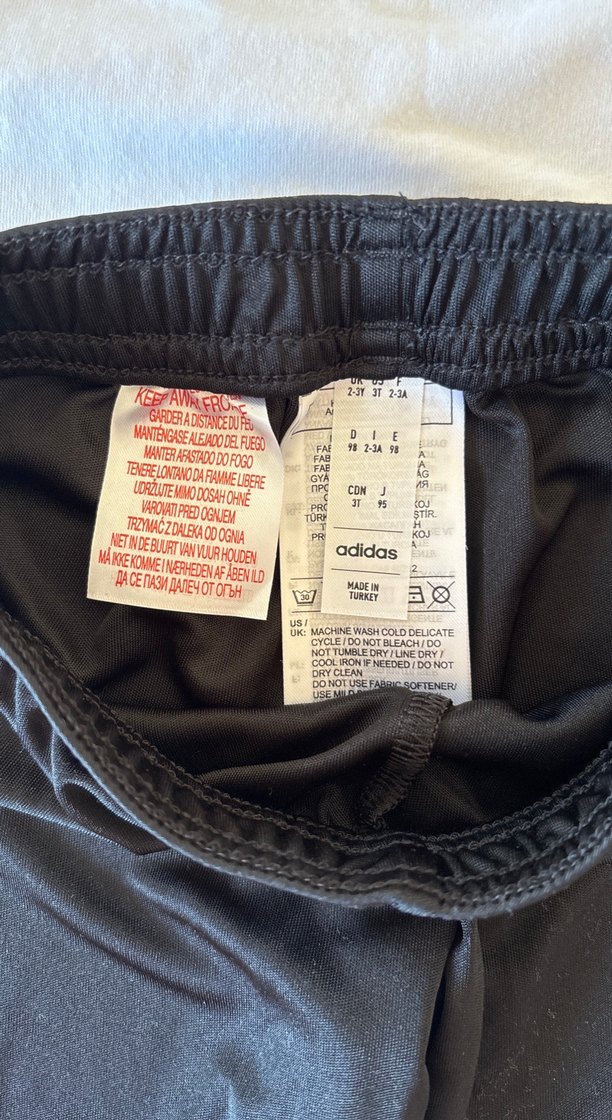 KEEP AWAY FROM
GARDER A DISTANCE DU FEU
MANTÉNGASE ALEJADO DEL FUEGO
MANTER AFASTADO DO FOGO
TENERE LONTANO DA FIAMME LIBERE
UDRŽUJTE MIMO DOSAH OHNĚ
VAROVATI PRED OGNJEM
TRZYMAĆ Z DALEKA OD OGNIA
NIET IN DE BUURT VAN VUUR HOUDEN
MÅ IKKE KOMME I NÆRHEDEN AF ÅBEN ILD
ДА СЕ ПАЗИ ДАЛЕЧ ОТ ОГЪН
UK US F
2-3Y 3T 2-3A
D I E
98 2-3A 98
CDN J
3T 95
adidas
MADE IN
TURKEY
30
US /
UK: MACHINE WASH COLD DELICATE
CYCLE / DO NOT BLEACH / DO
NOT TUMBLE DRY / LINE DRY /
COOL IRON IF NEEDED / DO NOT
DRY CLEAN
DO NOT USE FABRIC SOFTENER/
USE MILD